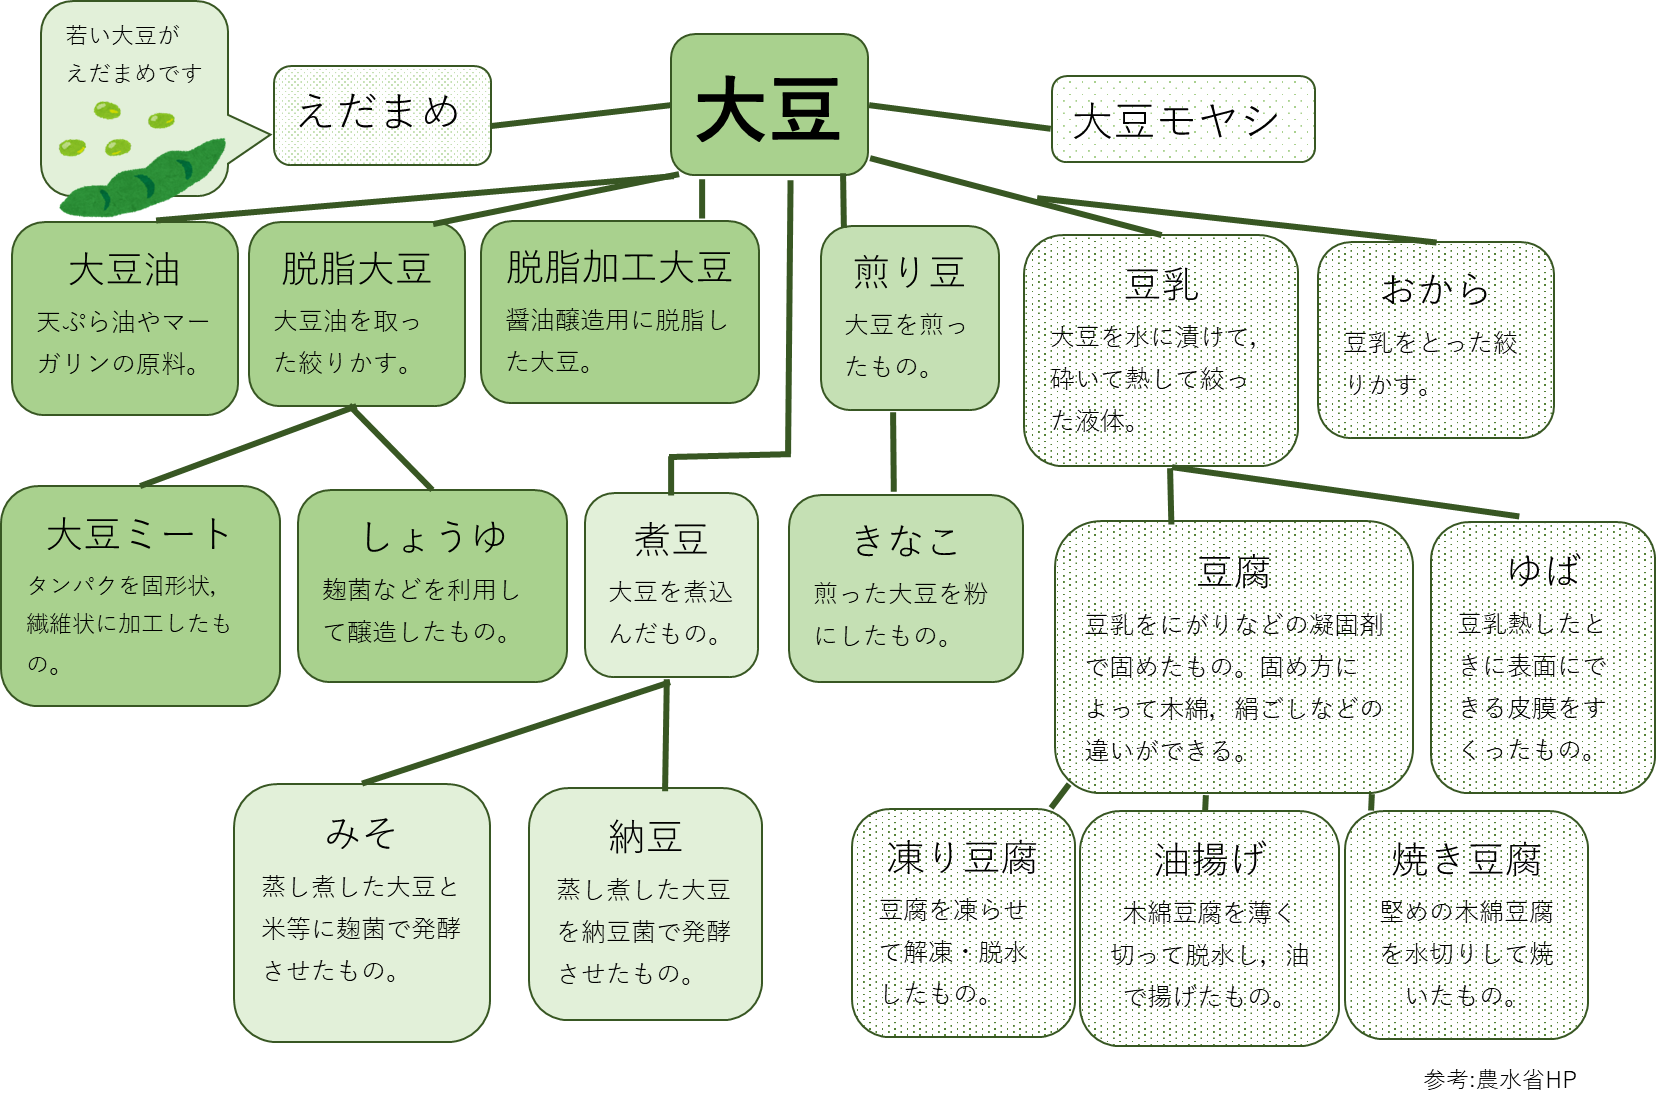 若い大豆が
えだまめです
えだまめ
大豆
大豆モヤシ
大豆油
天ぷら油やマー
ガリンの原料。
脱脂大豆
大豆油を取っ
た絞りかす。
脱脂加工大豆
醤油醸造用に脱脂し
た大豆。
煎り豆
大豆を煎っ
たもの。
豆乳
大豆を水に漬けて，
砕いて熱して絞っ
た液体。
おから
豆乳をとった絞
りかす。
大豆ミート
タンパクを固形状，
繊維状に加工したも
の。
しょうゆ
麹菌などを利用し
て醸造したもの。
煮豆
大豆を煮込
んだもの。
きなこ
煎った大豆を粉
にしたもの。
豆腐
豆乳をにがりなどの凝固剤
で固めたもの。固め方に
よって木綿，絹ごしなどの
違いができる。
ゆば
豆乳熱したと
きに表面にで
きる皮膜をす
くったもの。
みそ
蒸し煮した大豆と
米等に麹菌で発酵
させたもの。
納豆
蒸し煮した大豆
を納豆菌で発酵
させたもの。
凍り豆腐
豆腐を凍らせ
て解凍・脱水
したもの。
油揚げ
木綿豆腐を薄く
切って脱水し，油
で揚げたもの。
焼き豆腐
堅めの木綿豆腐
を水切りして焼
いたもの。
参考:農水省HP